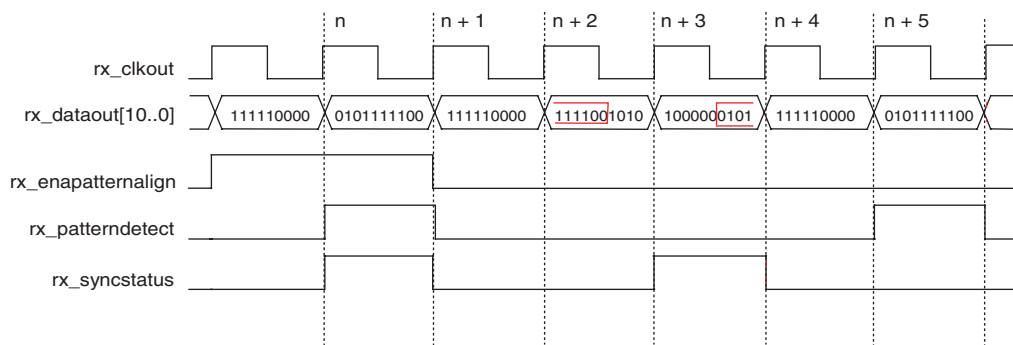 n n + 1 n + 2 n + 3 n + 4 n + 5
rx_clkout
rx_dataout[10..0] 111110000 0101111100 111110000 1111001010 1000000101 111110000 0101111100
rx_enapatternalign
rx_patterndetect
rx_syncstatus